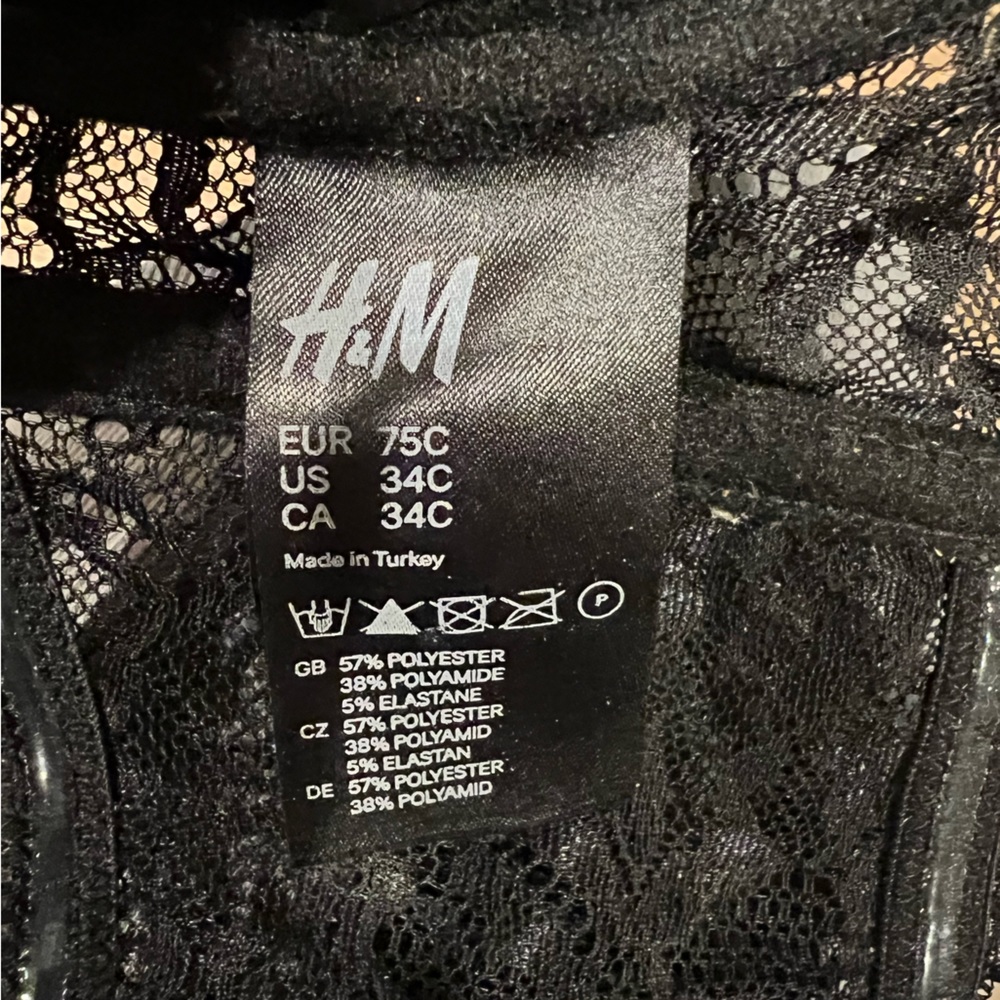 H&M
EUR 75C
US 34C
CA 34C
Made in Turkey
P
GB 57% POLYESTER
38% POLYAMIDE
5% ELASTANE
CZ 57% POLYESTER
38% POLYAMID
5% ELASTAN
DE 57% POLYESTER
38% POLYAMID